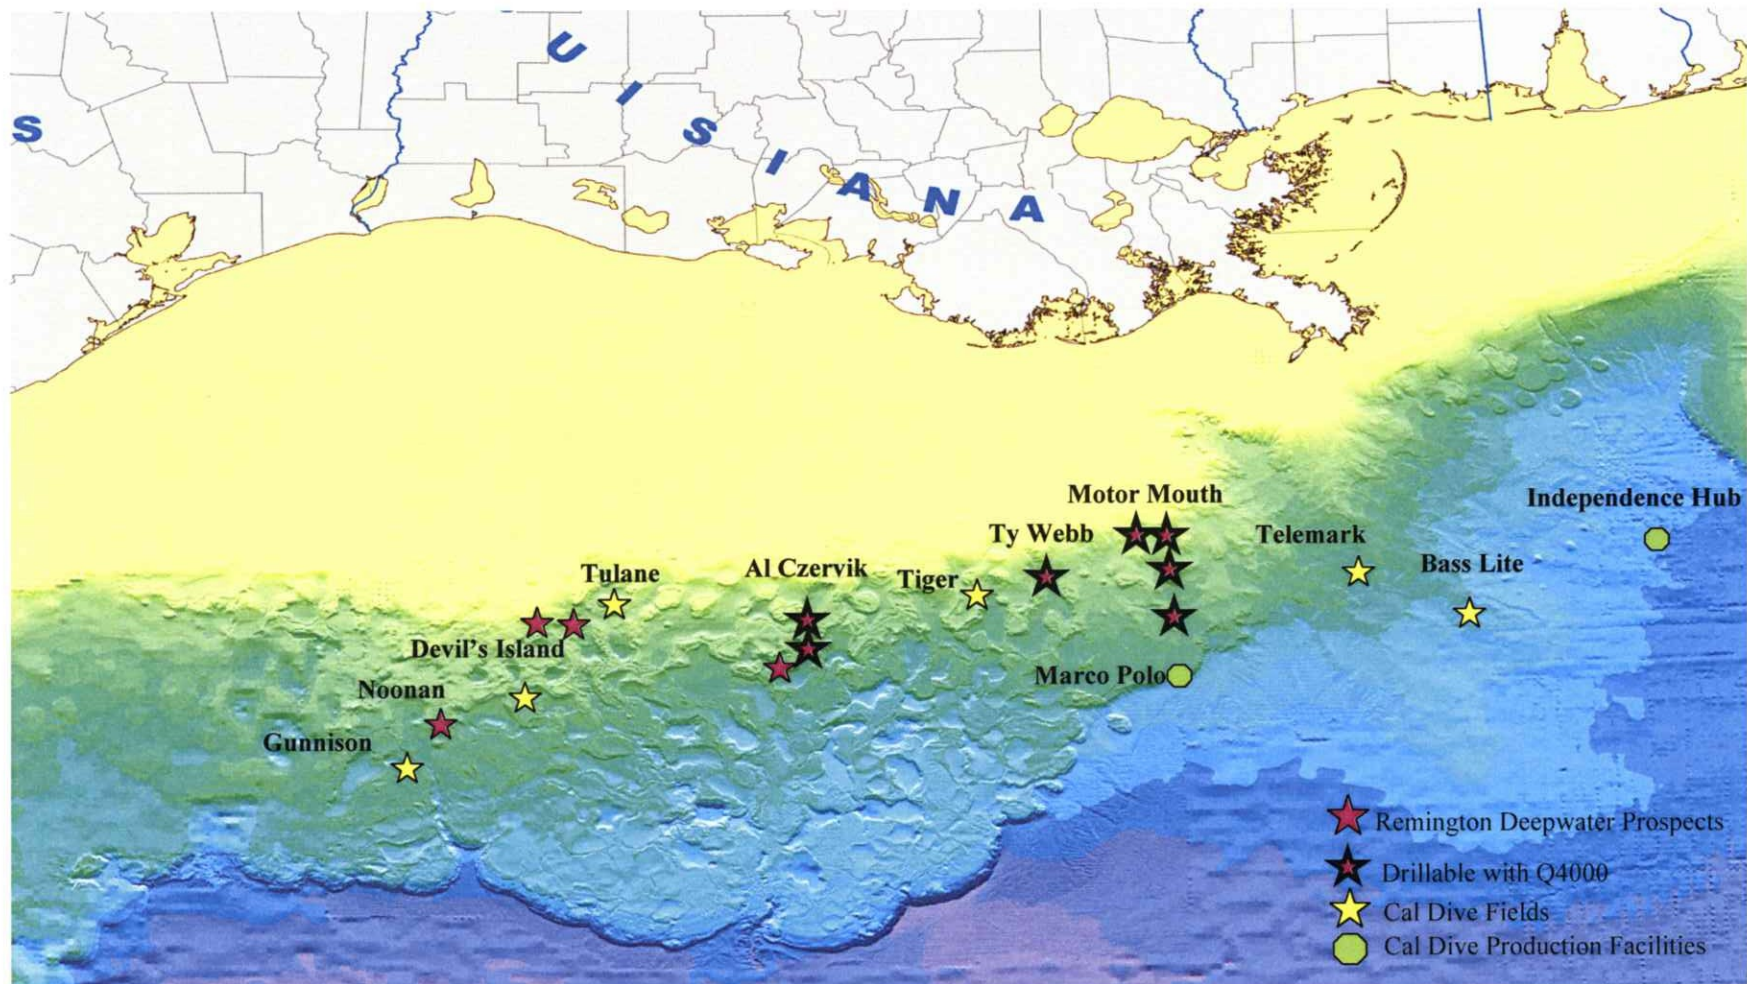 S
UISIANA
Motor Mouth
Independence Hub
Ty Webb
Telemark
Al Czervik
Bass Lite
Tulane
Tiger
Devil's Island
Marco Polo
Noonan
Gunnison
Remington Deepwater Prospects
Drillable with Q4000
Cal Dive Fields
Cal Dive Production Facilities